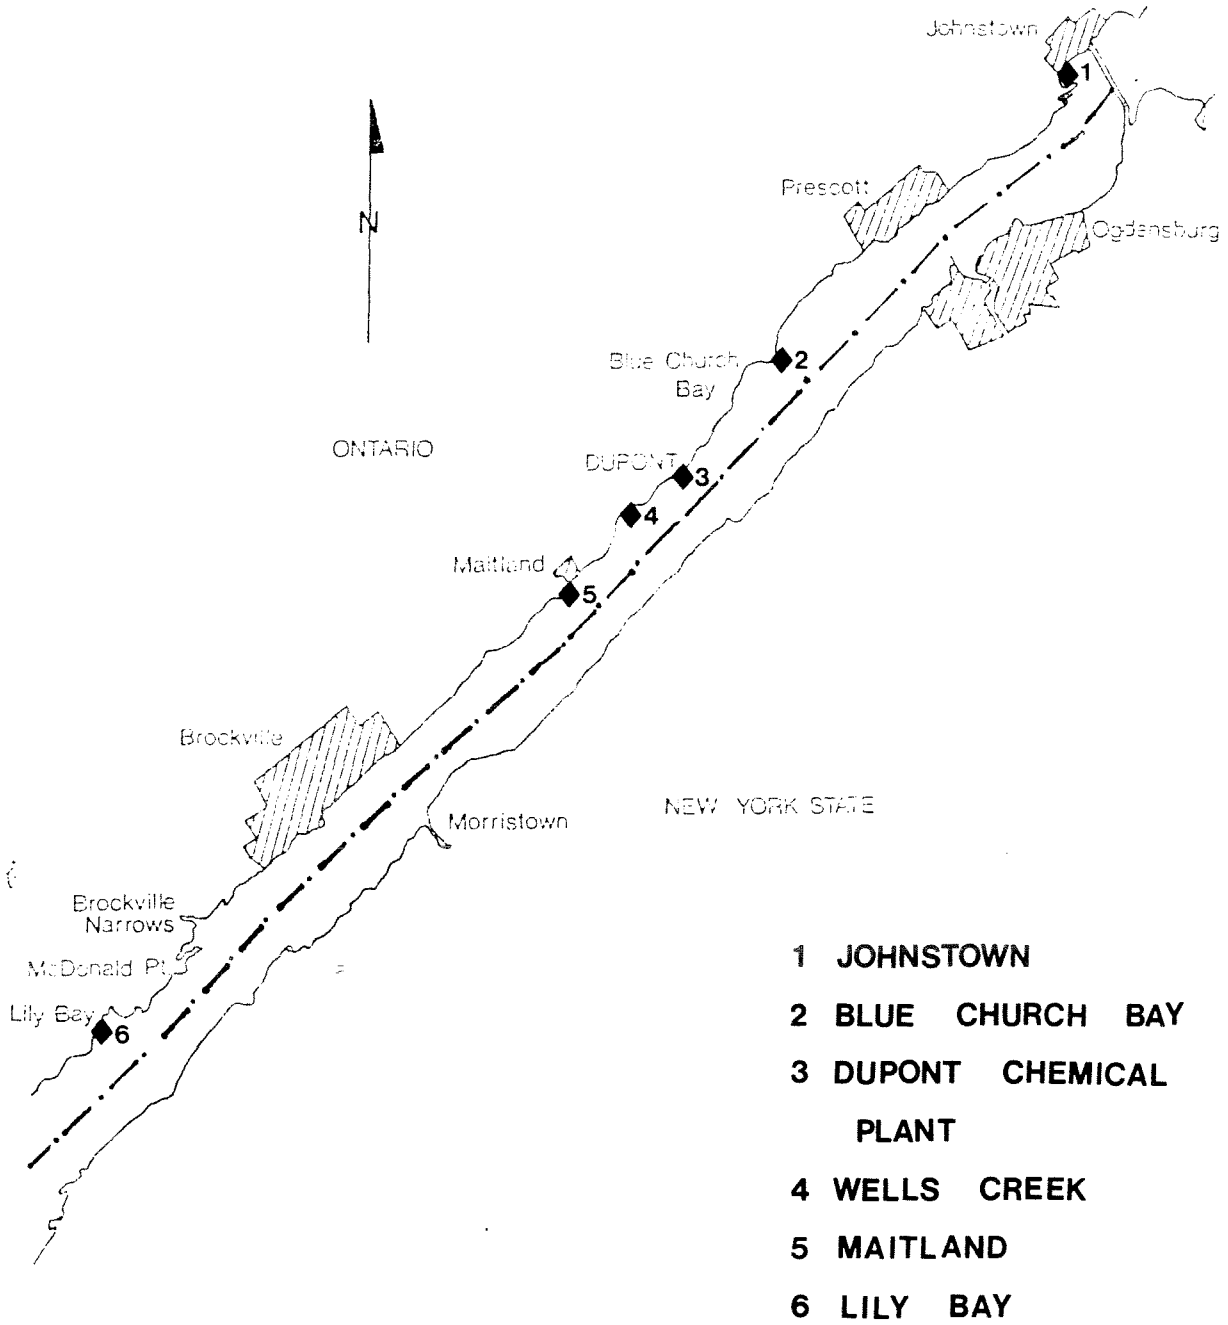 Johnstown
1
Prescott
N
Ogdensburg
Blue Church
Bay
2
ONTARIO
DUPONT
3
4
Maitland
5
Brockville
NEW YORK STATE
Morristown
Brockville
Narrows
McDonald Pt.
Lily Bay
6
1 JOHNSTOWN
2 BLUE CHURCH BAY
3 DUPONT CHEMICAL
PLANT
4 WELLS CREEK
5 MAITLAND
6 LILY BAY